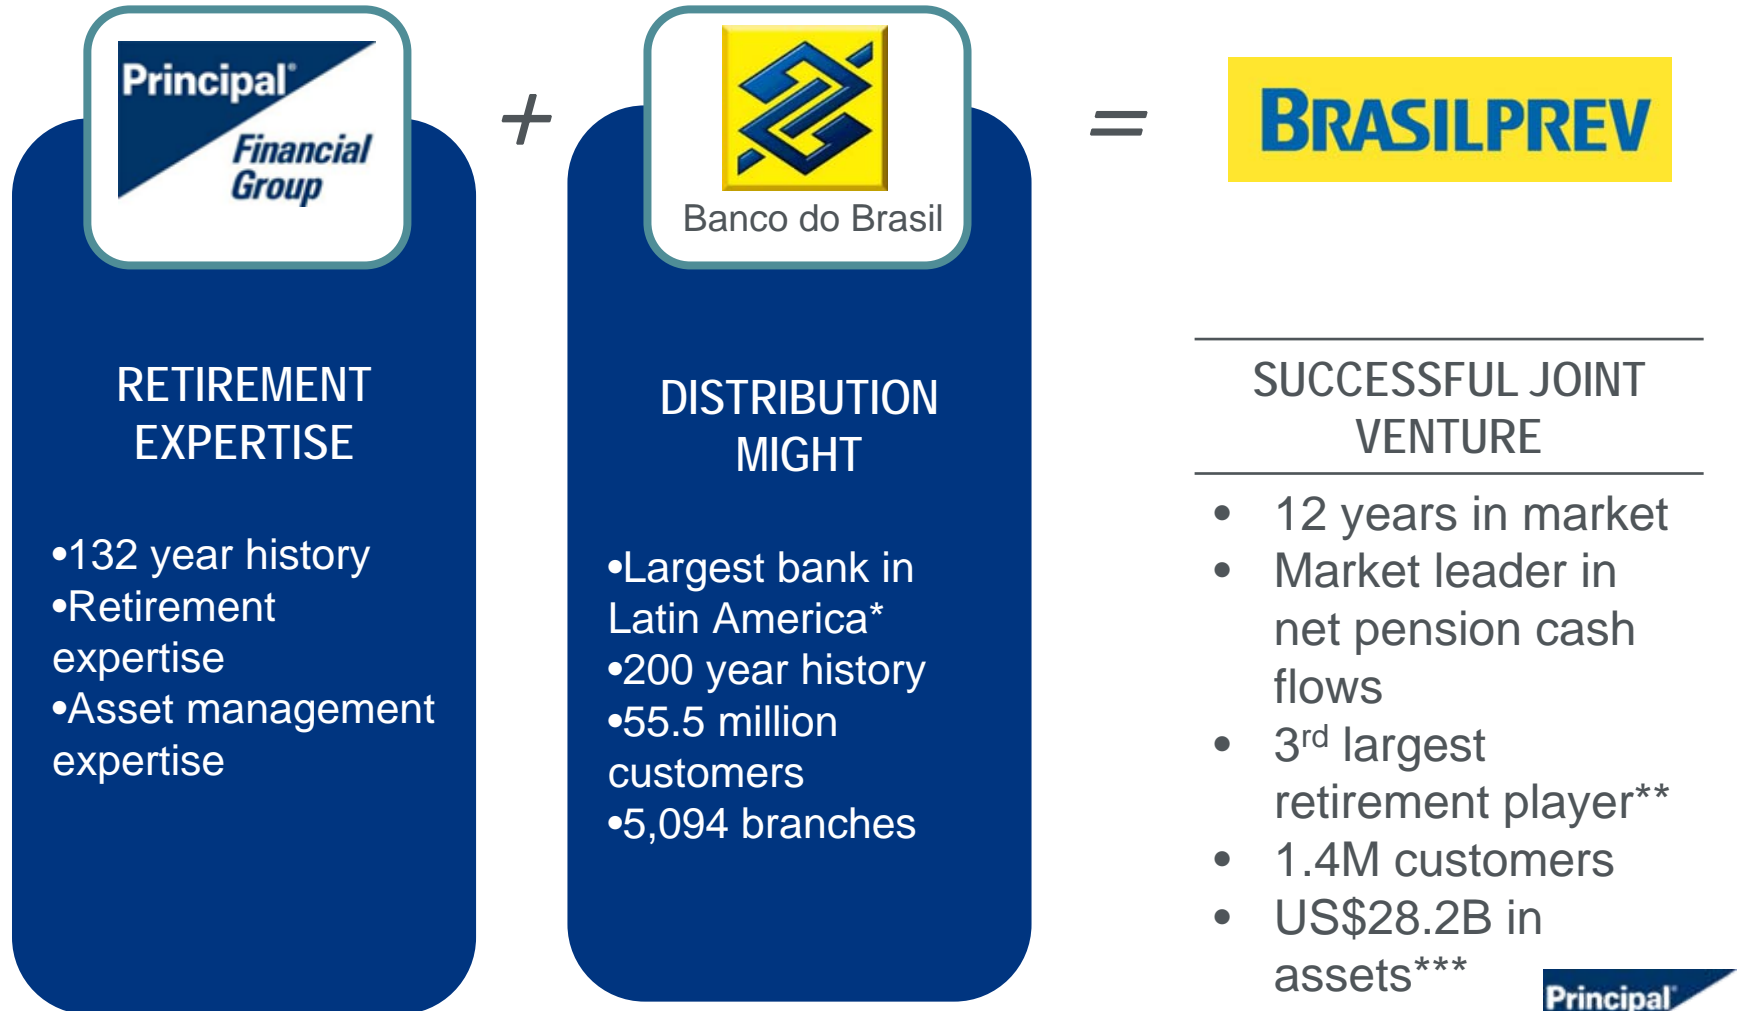 Principal®
Financial
Group
RETIREMENT
EXPERTISE
•132 year history
•Retirement
expertise
•Asset management
expertise
+
Banco do Brasil
DISTRIBUTION
MIGHT
•Largest bank in
Latin America*
•200 year history
•55.5 million
customers
•5,094 branches
=
BRASILPREV
SUCCESSFUL JOINT
VENTURE
• 12 years in market
• Market leader in
net pension cash
flows
• 3rd largest
retirement player**
• 1.4M customers
• US$28.2B in
assets***
Principal®